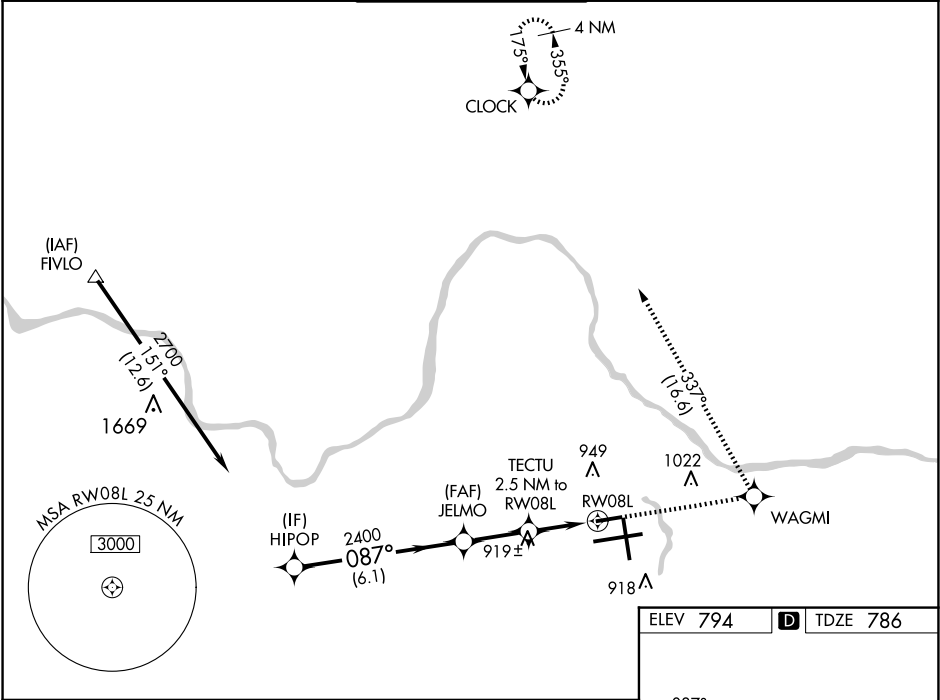 4 NM
175°
355°
CLOCK
(IAF)
FIVLO
2700
151°
(12.6)
1669
337°
(16.6)
949
1022
TECTU
2.5 NM to
RW08L
RW08L
(FAF)
JELMO
WAGMI
(IF)
HIPOP
2400
087°
(6.1)
919±
918
MSA RW08L 25 NM
3000
ELEV 794
D
TDZE 786